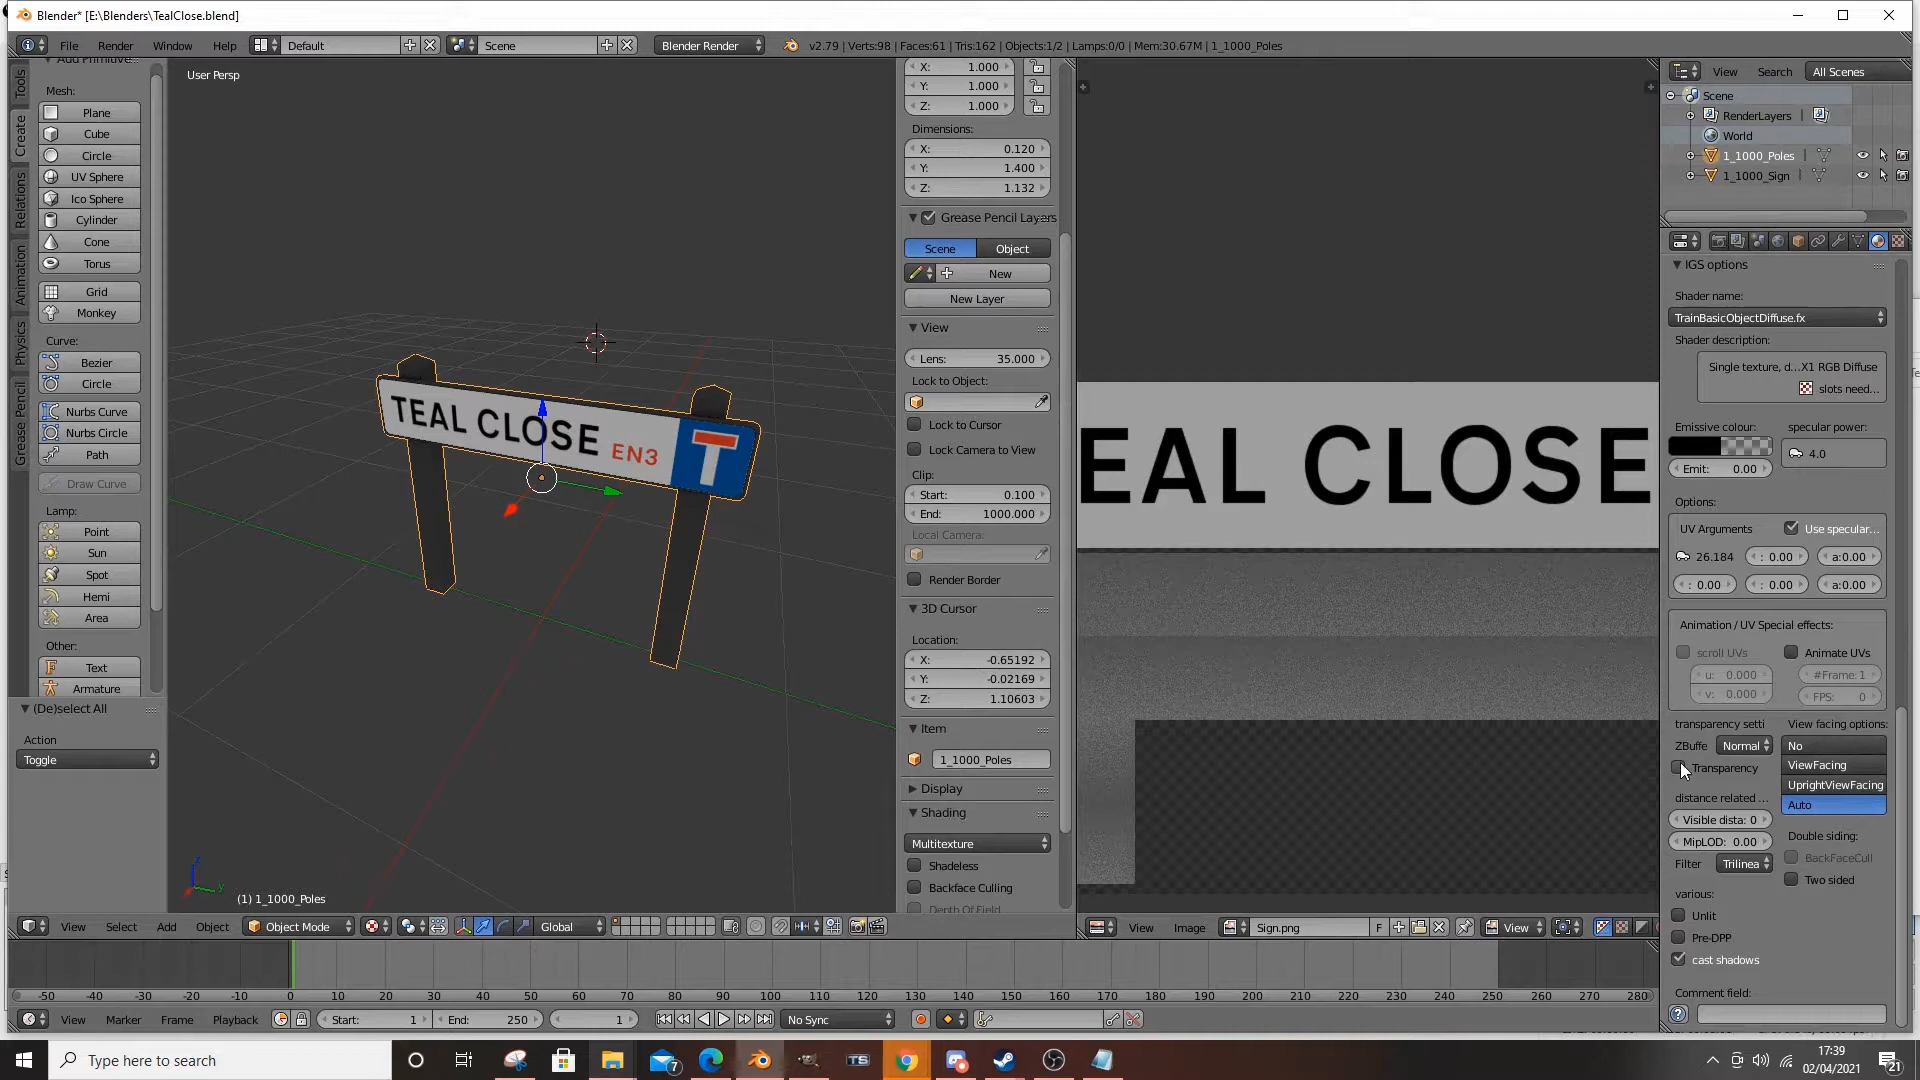 Blender* [E:\Blenders\TealClose.blend]
File Render Window Help Default Scene Blender Render v2.79 | Verts:98 | Faces:61 | Tris:162 | Objects:1/2 | Lamps:0/0 | Mem:30.67M | 1_1000_Poles
Tools
Create
Relations
Animation
Physics
Grease Pencil
Add Primitive
Mesh:
Plane
Cube
Circle
UV Sphere
Ico Sphere
Cylinder
Cone
Torus
Grid
Monkey
Curve:
Bezier
Circle
Nurbs Curve
Nurbs Circle
Path
Draw Curve
Lamp:
Point
Sun
Spot
Hemi
Area
Other:
Text
Armature
(De)select All
Action
Toggle
User Persp
TEAL CLOSE EN3 T
(1) 1_1000_Poles
X: 1.000
Y: 1.000
Z: 1.000
Dimensions:
X: 0.120
Y: 1.400
Z: 1.132
Grease Pencil Layers
Scene Object
New
New Layer
View
Lens: 35.000
Lock to Object:
Lock to Cursor
Lock Camera to View
Clip:
Start: 0.100
End: 1000.000
Local Camera:
Render Border
3D Cursor
Location:
X: -0.65192
Y: -0.02169
Z: 1.10603
Item
1_1000_Poles
Display
Shading
Multitexture
Shadeless
Backface Culling
Depth Of Field
EAL CLOSE
View Search All Scenes
Scene
RenderLayers
World
1_1000_Poles
1_1000_Sign
IGS options
Shader name:
TrainBasicObjectDiffuse.fx
Shader description:
Single texture, d...X1 RGB Diffuse
slots need...
Emissive colour: specular power:
4.0
Emit: 0.00
Options:
UV Arguments Use specular...
26.184 : 0.00 a:0.00
: 0.00 : 0.00 a:0.00
Animation / UV Special effects:
scroll UVs Animate UVs
u: 0.000 #Frame: 1
v: 0.000 FPS: 0
transparency setti View facing options:
ZBuffe Normal No
Transparency ViewFacing
UprightViewFacing
distance related ... Auto
Visible dista: 0
MipLOD: 0.00 Double siding:
Filter Trilinea BackFaceCull
Two sided
various:
Unlit
Pre-DPP
cast shadows
Comment field:
View Select Add Object Object Mode Global
View Image Sign.png F View
-50 -40 -30 -20 -10 0 10 20 30 40 50 60 70 80 90 100 110 120 130 140 150 160 170 180 190 200 210 220 230 240 250 260 270 280
View Marker Frame Playback Start: 1 End: 250 1 No Sync
Type here to search
7
TS
17:39
02/04/2021
21